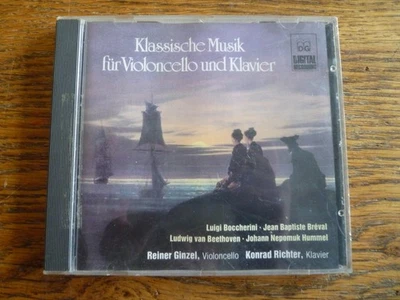 Klassische Musik
für Violoncello und Klavier
DIGITAL
Luigi Boccherini · Jean Baptiste Bréval
Ludwig van Beethoven · Johann Nepomuk Hummel
Reiner Ginzel, Violoncello Konrad Richter, Klavier